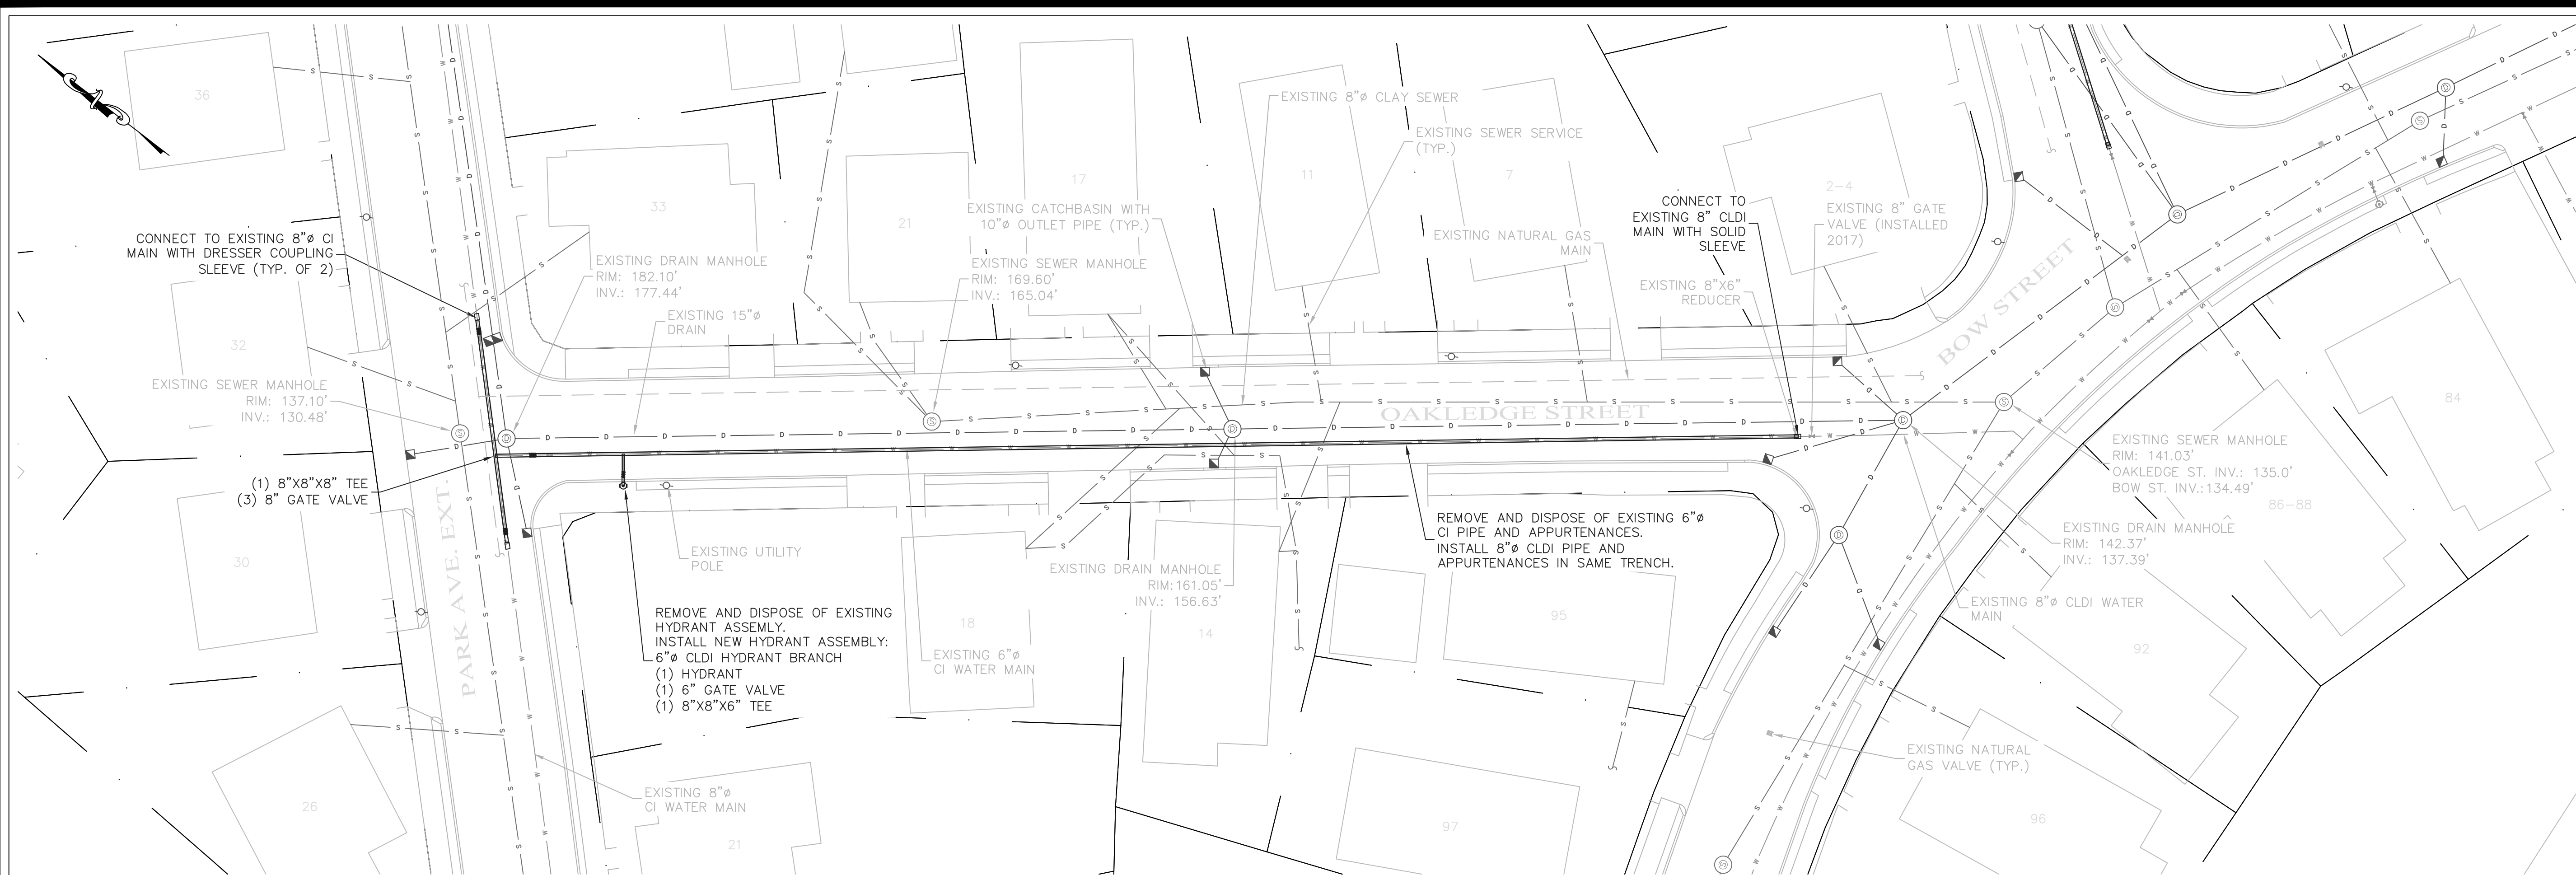 36
33
21
17
11
7
2-4
EXISTING 8"ø CLAY SEWER
EXISTING SEWER SERVICE
(TYP.)
EXISTING CATCHBASIN WITH
10"ø OUTLET PIPE (TYP.)
EXISTING NATURAL GAS
MAIN
CONNECT TO
EXISTING 8" CLDI
MAIN WITH SOLID
SLEEVE
EXISTING 8" GATE
VALVE (INSTALLED
2017)
EXISTING 8"X6"
REDUCER
CONNECT TO EXISTING 8"ø CI
MAIN WITH DRESSER COUPLING
SLEEVE (TYP. OF 2)
EXISTING DRAIN MANHOLE
RIM: 182.10'
INV.: 177.44'
EXISTING SEWER MANHOLE
RIM: 169.60'
INV.: 165.04'
EXISTING 15"ø
DRAIN
32
EXISTING SEWER MANHOLE
RIM: 137.10'
INV.: 130.48'
BOW STREET
OAKLEDGE STREET
84
EXISTING SEWER MANHOLE
RIM: 141.03'
OAKLEDGE ST. INV.: 135.0'
BOW ST. INV.:134.49'
86-88
(1) 8"X8"X8" TEE
(3) 8" GATE VALVE
PARK AVE. EXT.
30
EXISTING UTILITY
POLE
REMOVE AND DISPOSE OF EXISTING 6"ø
CI PIPE AND APPURTENANCES.
INSTALL 8"ø CLDI PIPE AND
APPURTENANCES IN SAME TRENCH.
EXISTING DRAIN MANHOLE
RIM: 142.37'
INV.: 137.39'
EXISTING DRAIN MANHOLE
RIM:161.05'
INV.: 156.63'
EXISTING 8"ø CLDI WATER
MAIN
REMOVE AND DISPOSE OF EXISTING
HYDRANT ASSEMLY.
INSTALL NEW HYDRANT ASSEMBLY:
6"ø CLDI HYDRANT BRANCH
(1) HYDRANT
(1) 6" GATE VALVE
(1) 8"X8"X6" TEE
18
EXISTING 6"ø
CI WATER MAIN
14
95
92
EXISTING NATURAL
GAS VALVE (TYP.)
EXISTING 8"ø
CI WATER MAIN
26
21
97
96